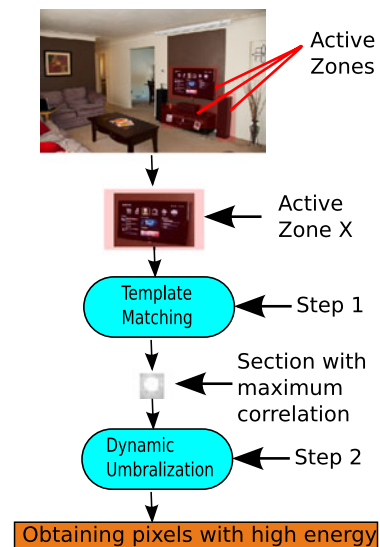 Active
Zones
Active
Zone X
Template
Matching
Step 1
Section with
maximum
correlation
Dynamic
Umbralization
Step 2
Obtaining pixels with high energy